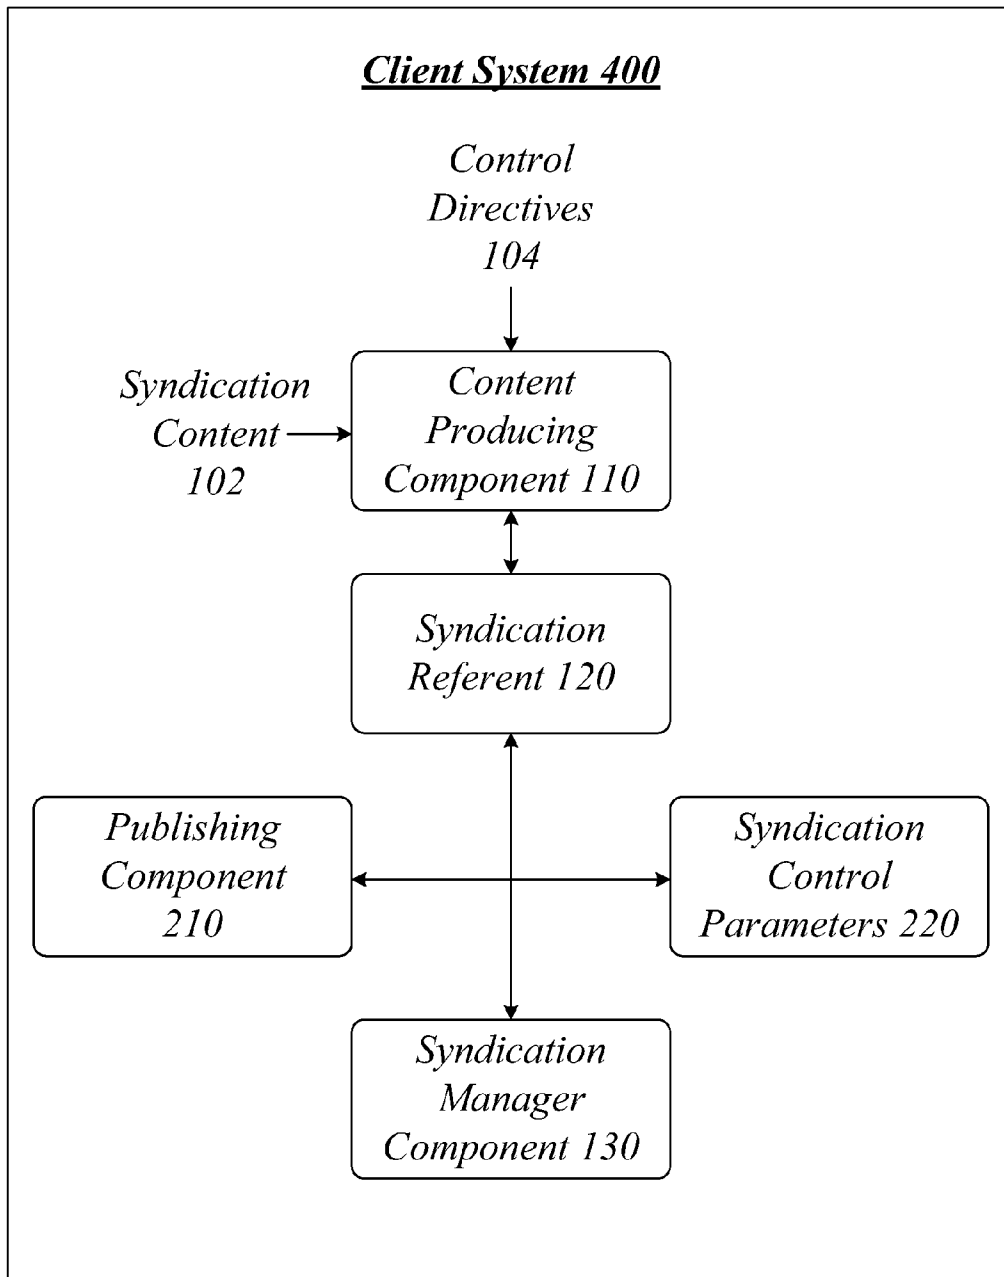 Client System 400
Control
Directives
104
Syndication
Content
102
Content
Producing
Component 110
Syndication
Referent 120
Publishing
Component
210
Syndication
Control
Parameters 220
Syndication
Manager
Component 130